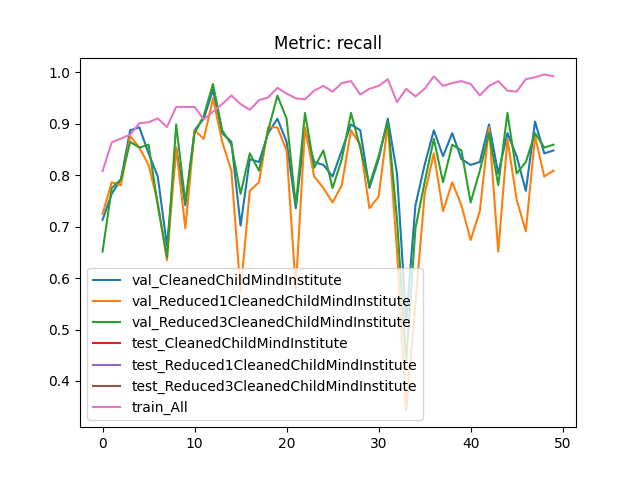 Metric: recall
1.0
0.9
0.8
0.7
0.6
0.5
0.4
val_CleanedChildMindInstitute
val_Reduced1CleanedChildMindInstitute
val_Reduced3CleanedChildMindInstitute
test_CleanedChildMindInstitute
test_Reduced1CleanedChildMindInstitute
test_Reduced3CleanedChildMindInstitute
train_All
0 10 20 30 40 50